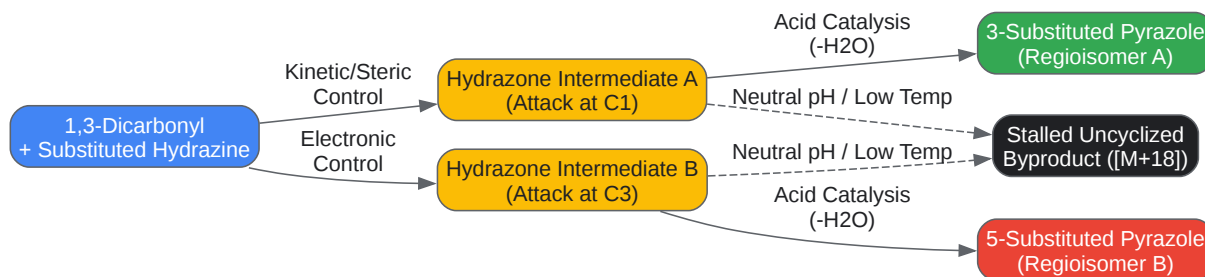 1,3-Dicarbonyl
+ Substituted Hydrazine
Kinetic/Steric
Control
Electronic
Control
Hydrazone Intermediate A
(Attack at C1)
Hydrazone Intermediate B
(Attack at C3)
Acid Catalysis
(-H2O)
Neutral pH / Low Temp
Neutral pH / Low Temp
Acid Catalysis
(-H2O)
3-Substituted Pyrazole
(Regioisomer A)
Stalled Uncyclized
Byproduct ([M+18])
5-Substituted Pyrazole
(Regioisomer B)